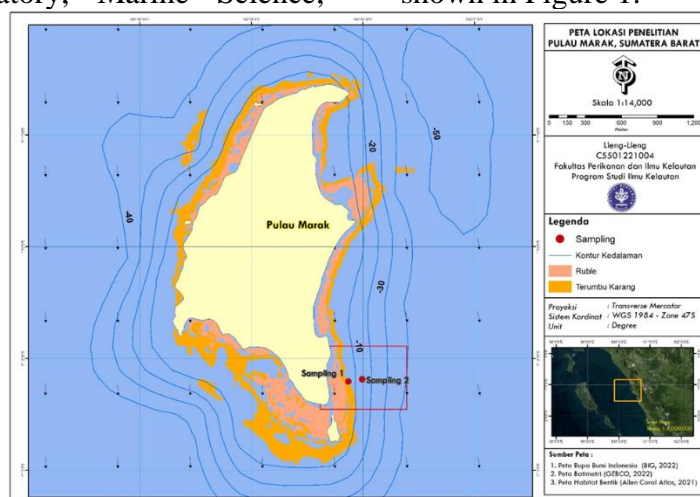 atory, Marine Science,
shown in Figure 1.
PETA LOKASI PENELITIAN
PULAU MARAK, SUMATERA BARAT
N
Skala 1:14,000
0 150 300 600 900 1,200
Meter
Lieng-Lieng
C5501221004
Fakultas Perikanan dan Ilmu Kelautan
Program Studi Ilmu Kelautan
Legenda
Sampling
Kontur Kedalaman
Ruble
Terumbu Karang
Proyeksi : Transverse Mercator
Sistem Kordinat : WGS 1984 - Zone 47S
Unit : Degree
Sumber Peta :
1. Peta Rupa Bumi Indonesia (BIG, 2022)
2. Peta Batimetri (GEBCO, 2022)
3. Peta Habitat Bentik (Allen Coral Atlas, 2021)
-50
-20
-40
Pulau Marak
-30
-10
Sampling 1
Sampling 2